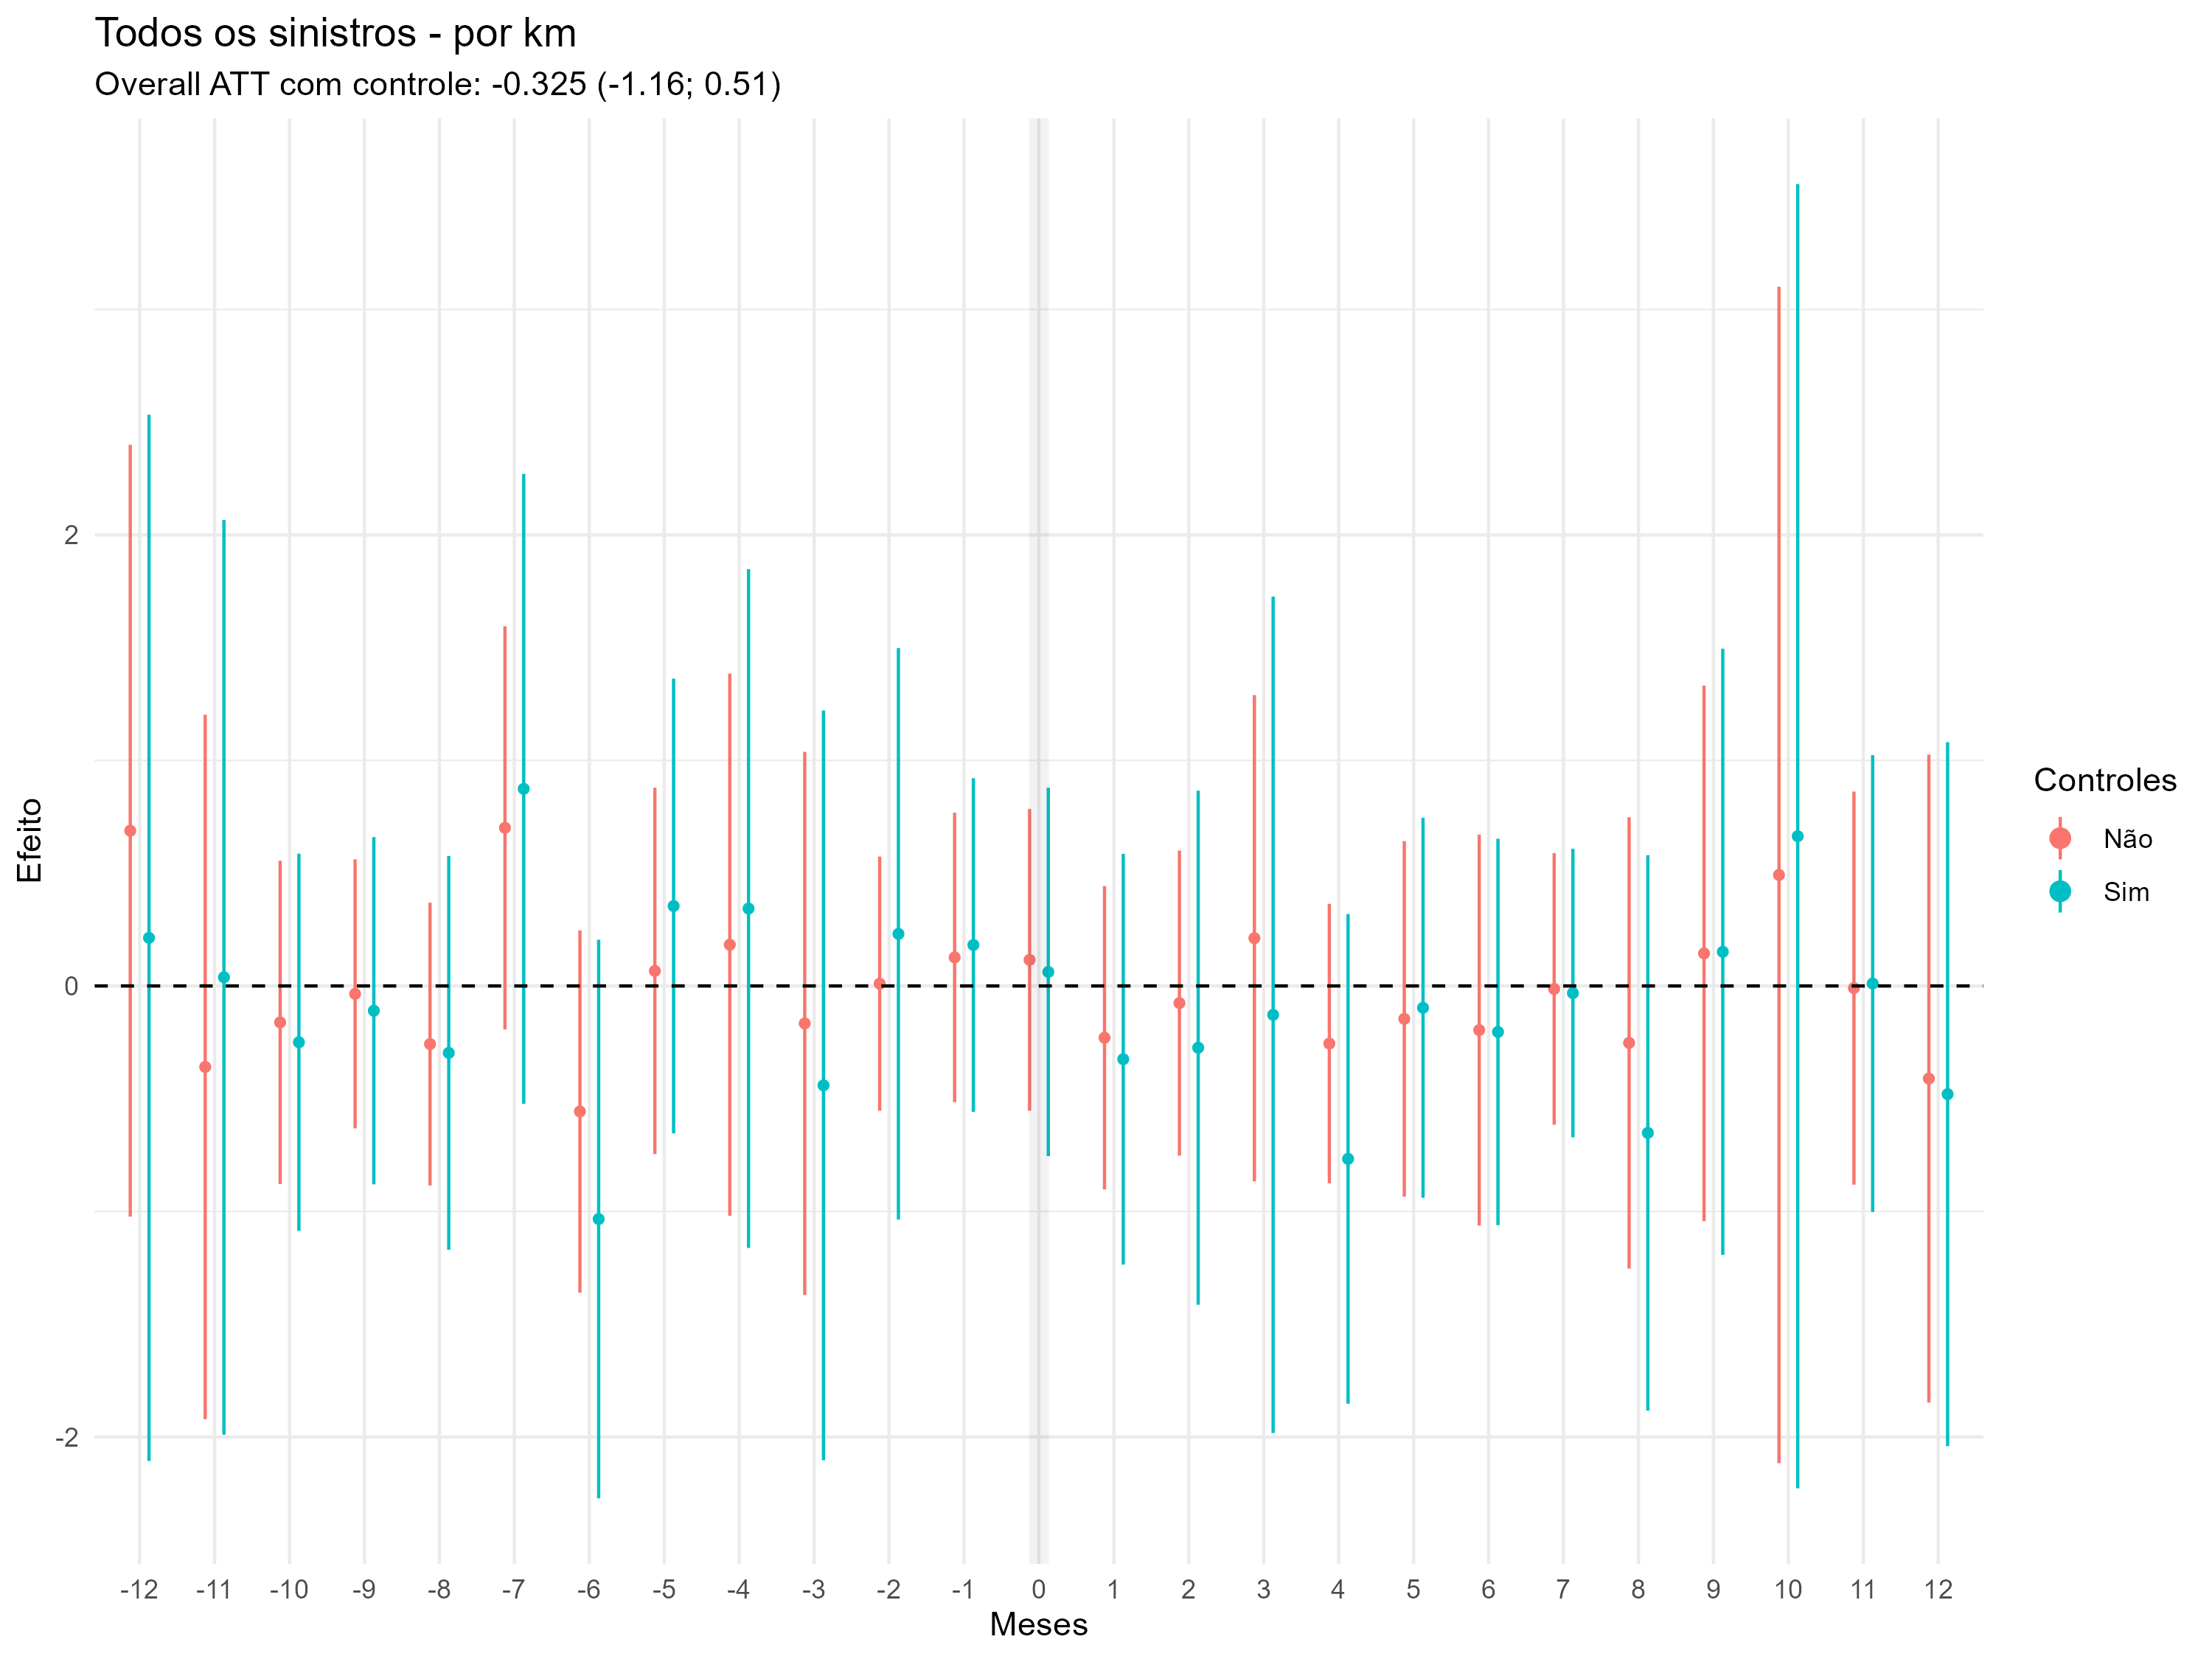 Todos os sinistros - por km
Overall ATT com controle: -0.325 (-1.16; 0.51)
Efeito
2
0
-2
-12 -11 -10 -9 -8 -7 -6 -5 -4 -3 -2 -1 0 1 2 3 4 5 6 7 8 9 10 11 12
Meses
Controles
Não
Sim